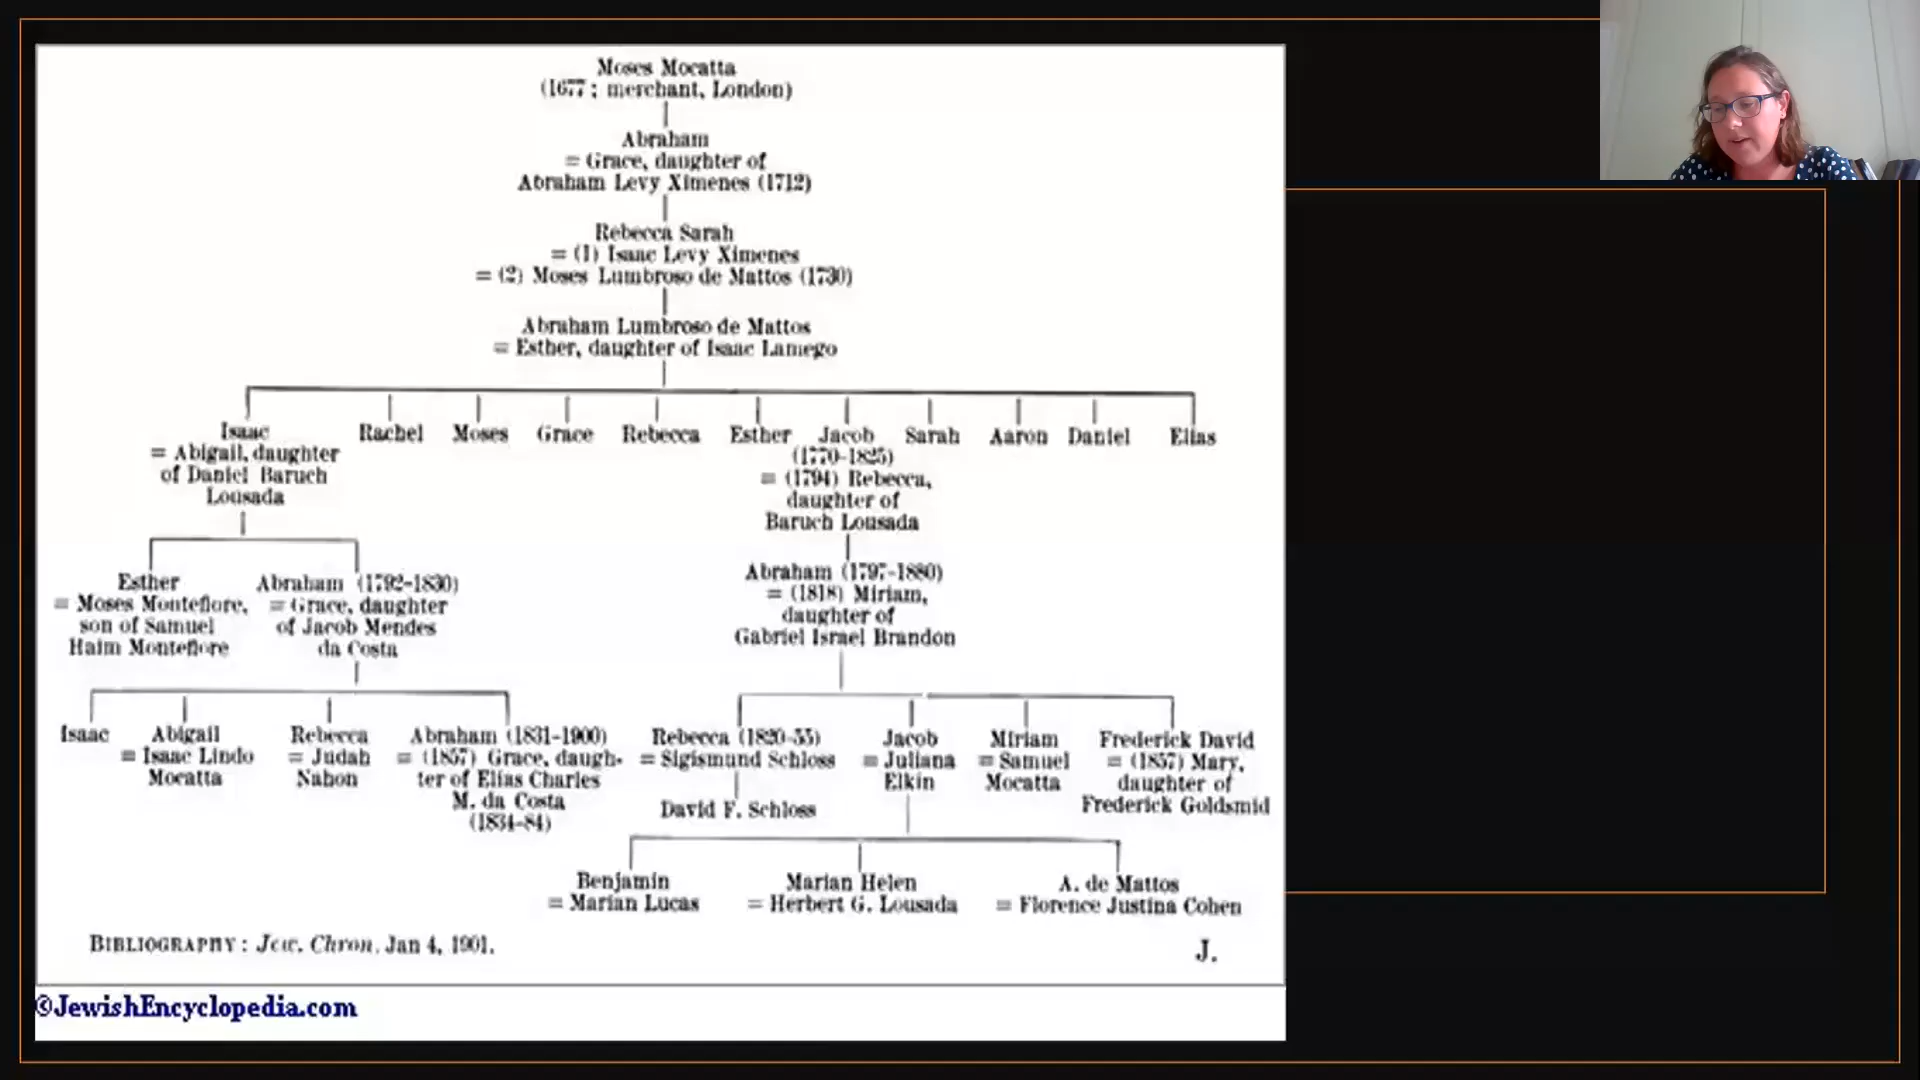 Moses Mocatta
(1677; merchant, London)
Abraham
= Grace, daughter of
Abraham Levy Ximenes (1712)
Rebecca Sarah
= (1) Isaac Levy Ximenes
= (2) Moses Lumbroso de Mattos (1730)
Abraham Lumbroso de Mattos
= Esther, daughter of Isaac Lamego
Isaac
= Abigail, daughter
of Daniel Baruch
Lousada
Rachel
Moses
Grace
Rebecca
Esther
Jacob
(1770-1825)
= (1794) Rebecca,
daughter of
Baruch Lousada
Sarah
Aaron
Daniel
Elias
Esther
= Moses Montefiore,
son of Samuel
Haim Montefiore
Abraham (1792-1830)
= Grace, daughter
of Jacob Mendes
da Costa
Abraham (1797-1880)
= (1818) Miriam,
daughter of
Gabriel Israel Brandon
Isaac
Abigail
= Isaac Lindo
Mocatta
Rebecca
= Judah
Nahon
Abraham (1831-1900)
= (1857) Grace, daugh-
ter of Elias Charles
M. da Costa
(1834-84)
Rebecca (1820-55)
= Sigismund Schloss
David F. Schloss
Jacob
= Juliana
Elkin
Miriam
= Samuel
Mocatta
Frederick David
= (1857) Mary,
daughter of
Frederick Goldsmid
Benjamin
= Marian Lucas
Marian Helen
= Herbert G. Lousada
A. de Mattos
= Florence Justina Cohen
BIBLIOGRAPHY: Jew. Chron. Jan 4, 1901.
J.
©JewishEncyclopedia.com